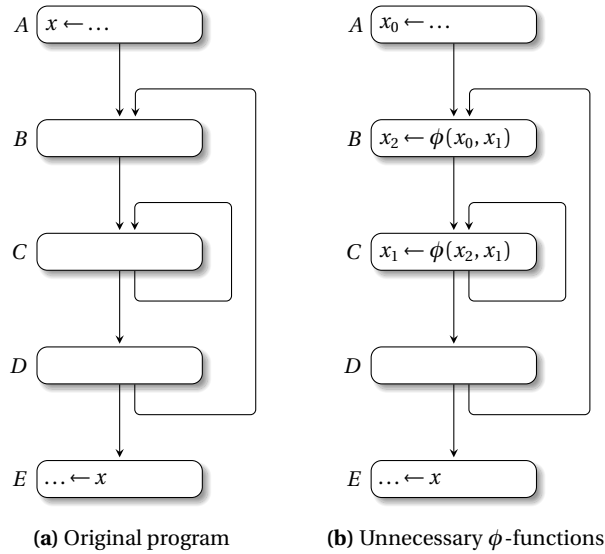 A x ← ...
B
C
D
E ... ← x
(a) Original program
A x₀ ← ...
B x₂ ← ϕ(x₀, x₁)
C x₁ ← ϕ(x₂, x₁)
D
E ... ← x
(b) Unnecessary ϕ-functions